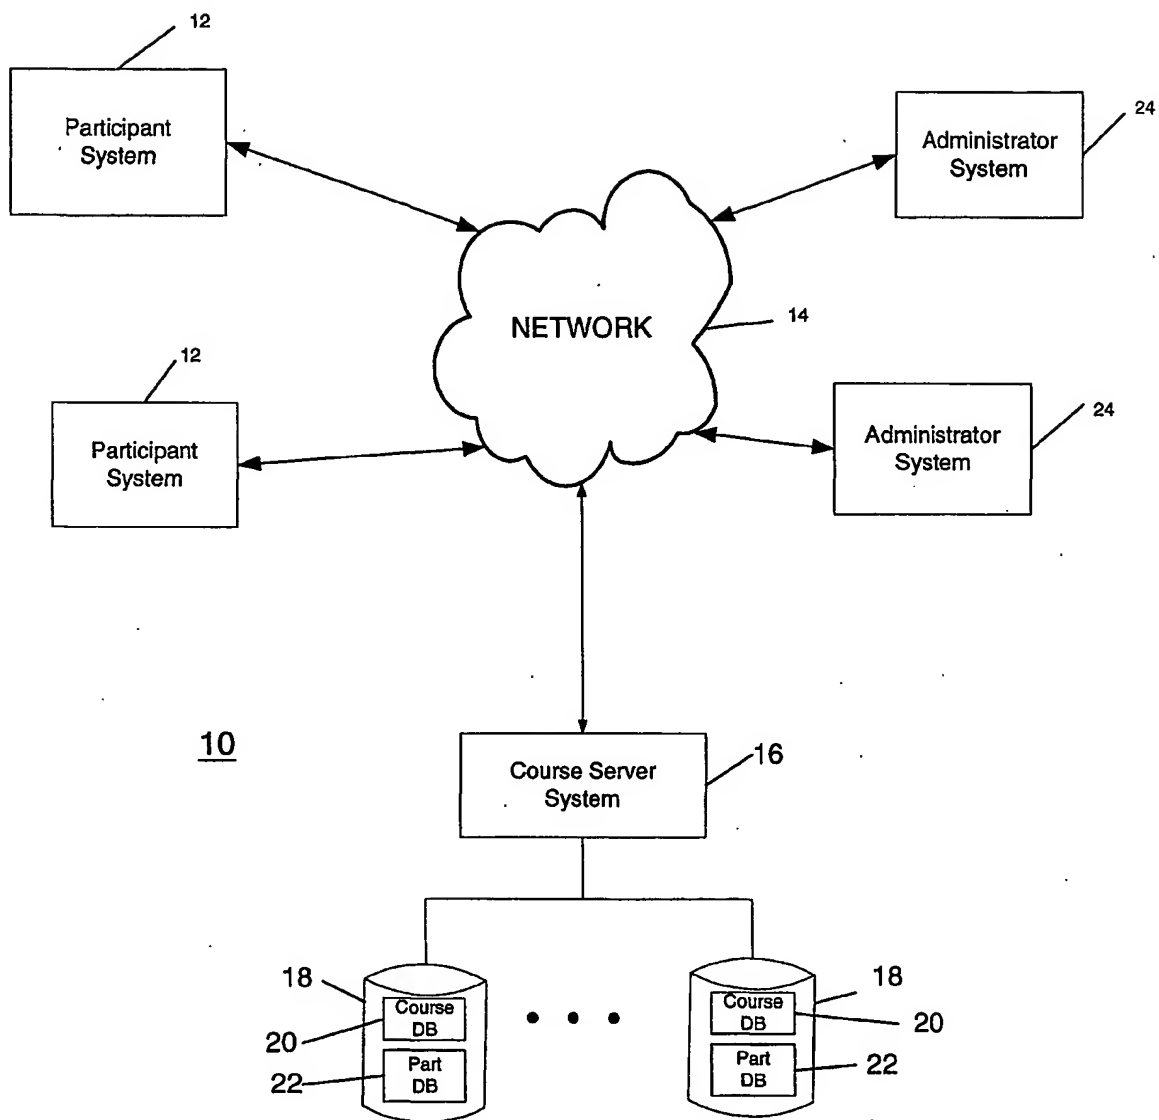 12
Participant
System
24
Administrator
System
NETWORK
14
12
Participant
System
24
Administrator
System
10
Course Server
System
16
18
Course
DB
20
Part
DB
22
• • •
18
Course
DB
20
Part
DB
22